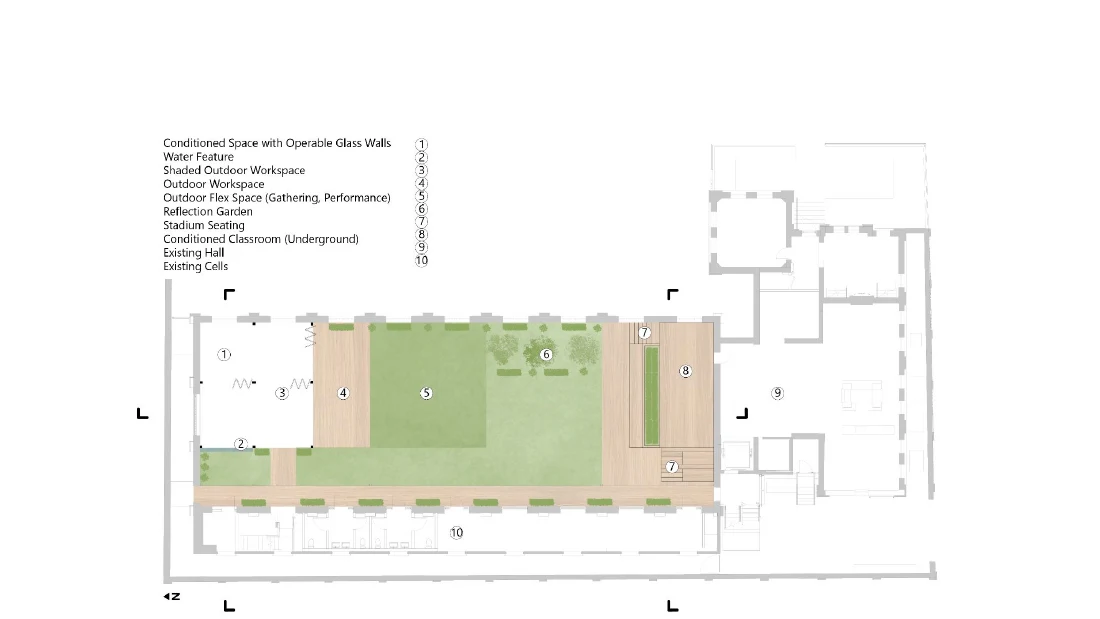 Conditioned Space with Operable Glass Walls 1
Water Feature 2
Shaded Outdoor Workspace 3
Outdoor Workspace 4
Outdoor Flex Space (Gathering, Performance) 5
Reflection Garden 6
Stadium Seating 7
Conditioned Classroom (Underground) 8
Existing Hall 9
Existing Cells 10
7
1
6
8
3
4
5
9
2
7
10
N